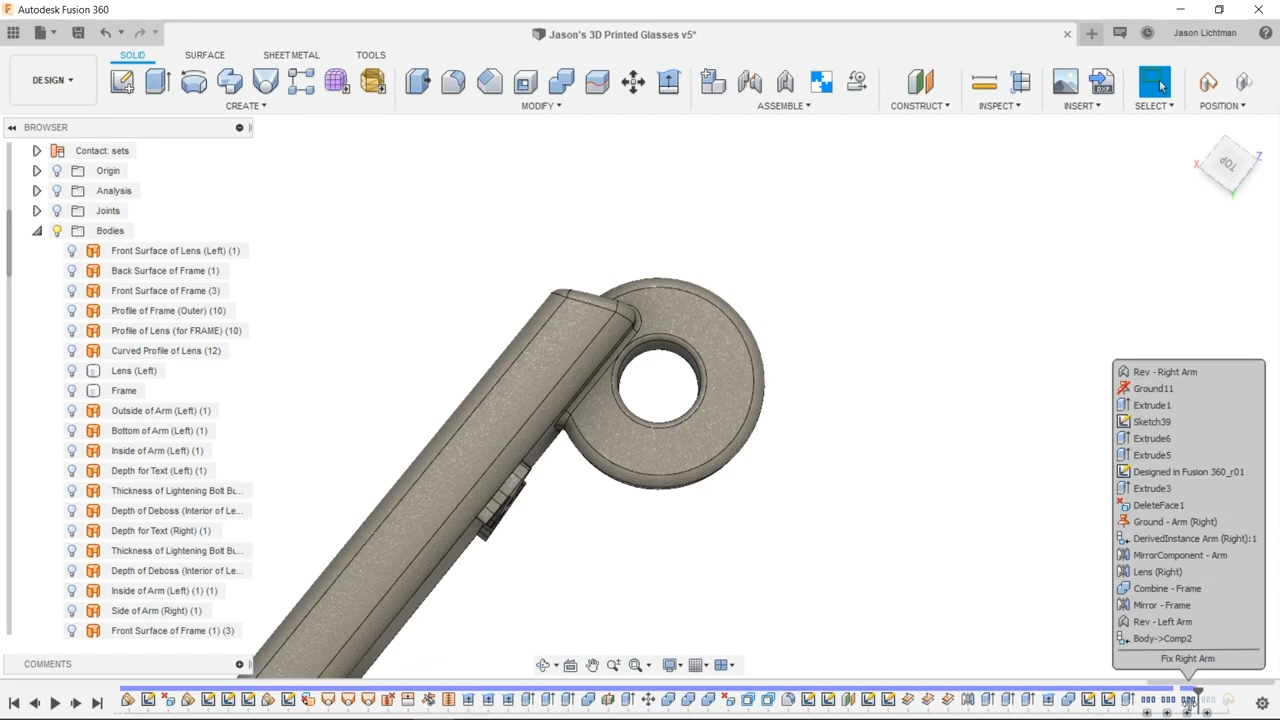 Autodesk Fusion 360
Jason's 3D Printed Glasses v5*
Jason Lichtman
DESIGN
SOLID
SURFACE
SHEET METAL
TOOLS
CREATE
MODIFY
ASSEMBLE
CONSTRUCT
INSPECT
INSERT
SELECT
POSITION
BROWSER
Contact: sets
Origin
Analysis
Joints
Bodies
Front Surface of Lens (Left) (1)
Back Surface of Frame (1)
Front Surface of Frame (3)
Profile of Frame (Outer) (10)
Profile of Lens (for FRAME) (10)
Curved Profile of Lens (12)
Lens (Left)
Frame
Outside of Arm (Left) (1)
Bottom of Arm (Left) (1)
Inside of Arm (Left) (1)
Depth for Text (Left) (1)
Thickness of Lightening Bolt Bu...
Depth of Deboss (Interior of Le...
Depth for Text (Right) (1)
Thickness of Lightening Bolt Bu...
Depth of Deboss (Interior of Le...
Inside of Arm (Left) (1) (1)
Side of Arm (Right) (1)
Front Surface of Frame (1) (3)
COMMENTS
TOP
X
Z
DXF
Rev - Right Arm
Ground11
Extrude1
Sketch39
Extrude6
Extrude5
Designed in Fusion 360_r01
Extrude3
DeleteFace1
Ground - Arm (Right)
DerivedInstance Arm (Right):1
MirrorComponent - Arm
Lens (Right)
Combine - Frame
Mirror - Frame
Rev - Left Arm
Body->Comp2
Fix Right Arm